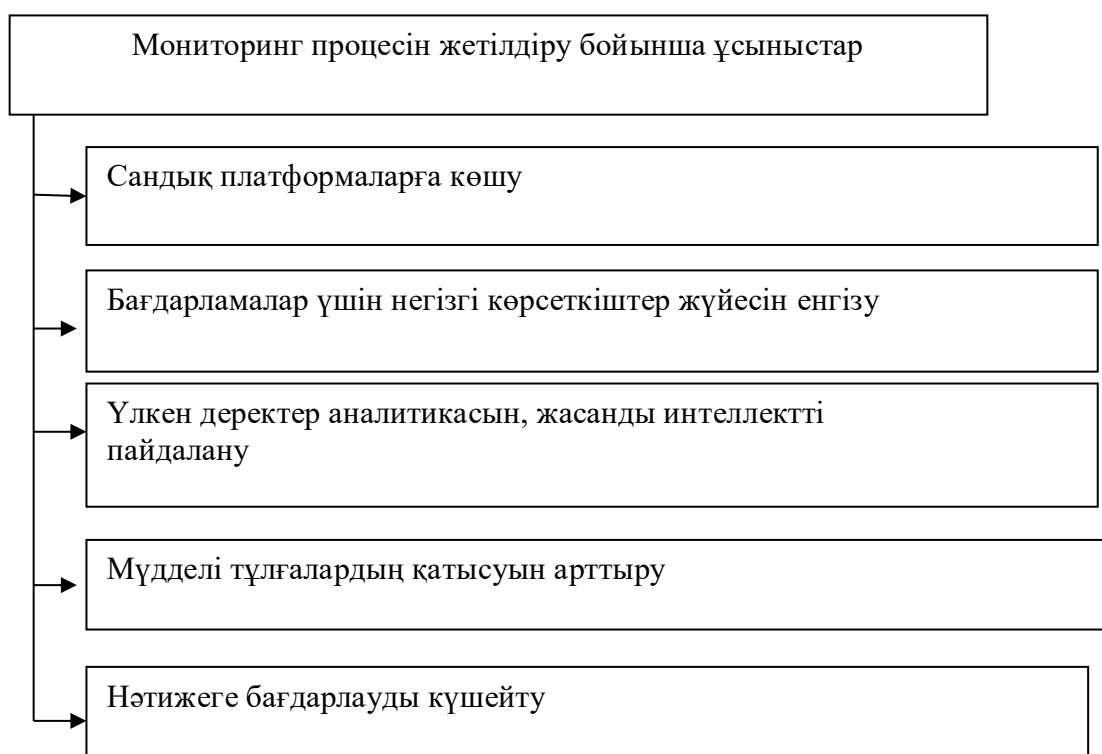 Мониторинг процесін жетілдіру бойынша ұсыныстар
Сандық платформаларға көшу
Бағдарламалар үшін негізгі көрсеткіштер жүйесін енгізу
Үлкен деректер аналитикасын, жасанды интеллектті
пайдалану
Мүдделі тұлғалардың қатысуын арттыру
Нәтижеге бағдарлауды күшейту